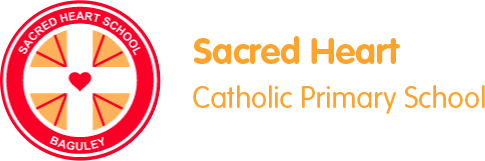 SACRED HEART SCHOOL
BAGULEY
Sacred Heart
Catholic Primary School